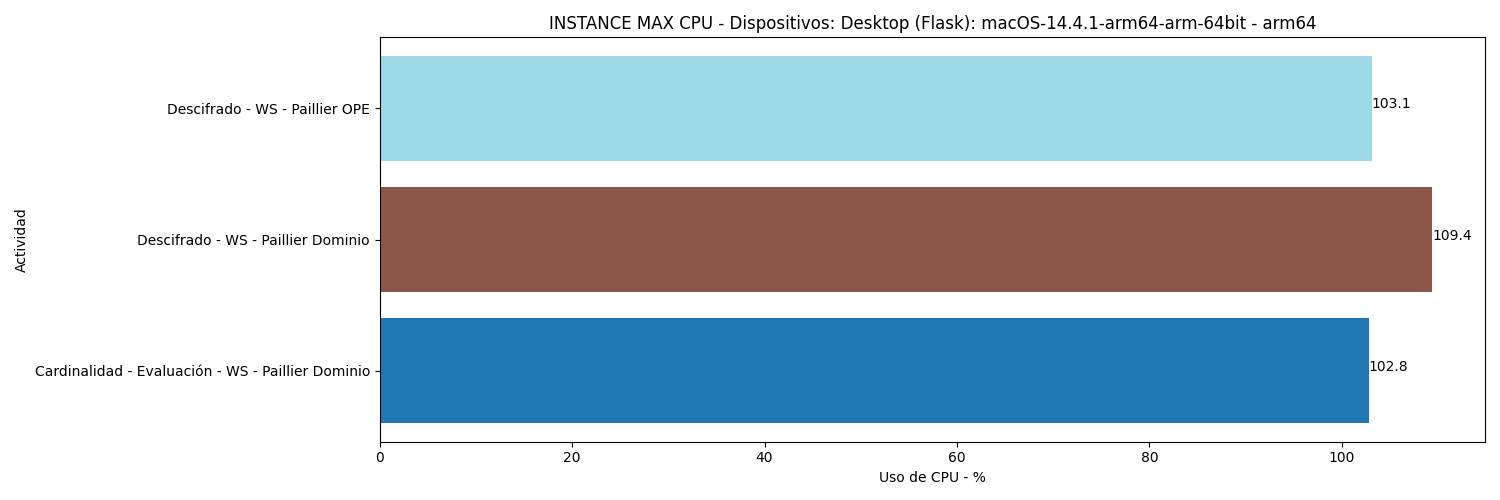 INSTANCE MAX CPU - Dispositivos: Desktop (Flask): macOS-14.4.1-arm64-arm-64bit - arm64
Actividad
Descifrado - WS - Paillier OPE
103.1
Descifrado - WS - Paillier Dominio
109.4
Cardinalidad - Evaluación - WS - Paillier Dominio
102.8
0 20 40 60 80 100
Uso de CPU - %